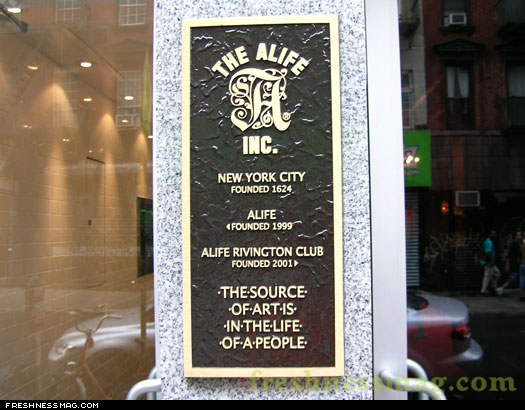 THE ALIFE
INC.
NEW YORK CITY
FOUNDED 1624
ALIFE
◂FOUNDED 1999
ALIFE RIVINGTON CLUB
FOUNDED 2001▸
·THE·SOURCE·
·OF·ART·IS·
·IN·THE·LIFE·
·OF·A·PEOPLE·
freshnessmag.com
FRESHNESSMAG.COM